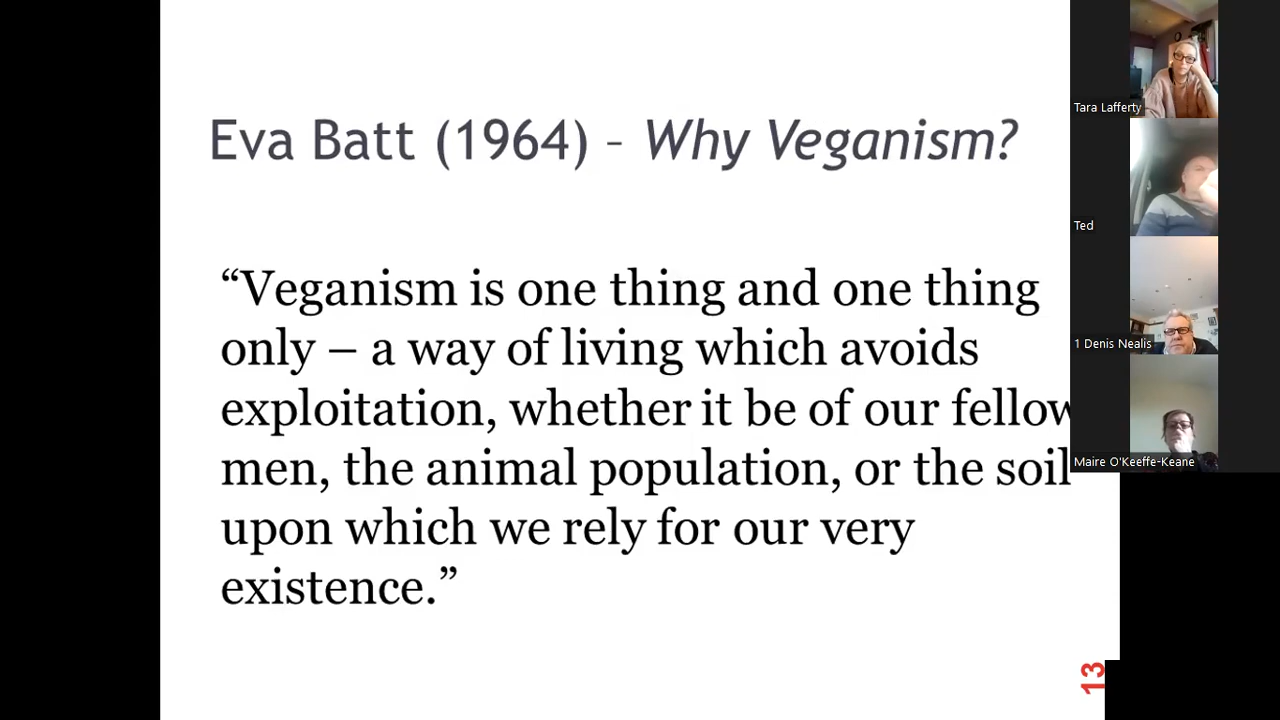 Eva Batt (1964) – Why Veganism?
“Veganism is one thing and one thing
only – a way of living which avoids
exploitation, whether it be of our fellow
men, the animal population, or the soil
upon which we rely for our very
existence.”
13
Tara Lafferty
Ted
1 Denis Nealis
Maire O'Keeffe-Keane